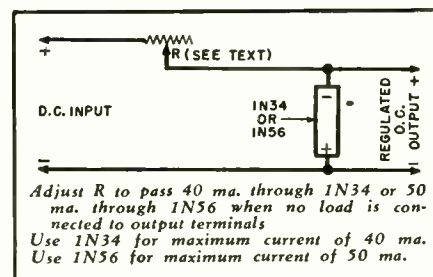 R (SEE TEXT)
+
D.C. INPUT
1N34
OR
1N56
-
+
REGULATED
D.C.
OUTPUT
+
-
-
Adjust R to pass 40 ma. through 1N34 or 50
ma. through 1N56 when no load is con-
nected to output terminals
Use 1N34 for maximum current of 40 ma.
Use 1N56 for maximum current of 50 ma.